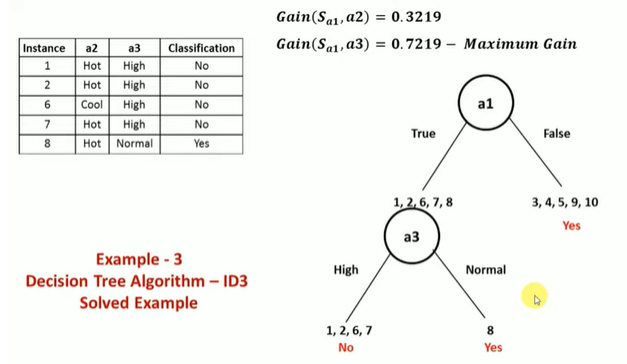 Gain(Sa1, a2) = 0.3219
Gain(Sa1, a3) = 0.7219 − Maximum Gain
Instance a2 a3 Classification
1 Hot High No
2 Hot High No
6 Cool High No
7 Hot High No
8 Hot Normal Yes
a1
True False
1, 2, 6, 7, 8 3, 4, 5, 9, 10
Yes
a3
High Normal
1, 2, 6, 7 8
No Yes
Example - 3
Decision Tree Algorithm – ID3
Solved Example